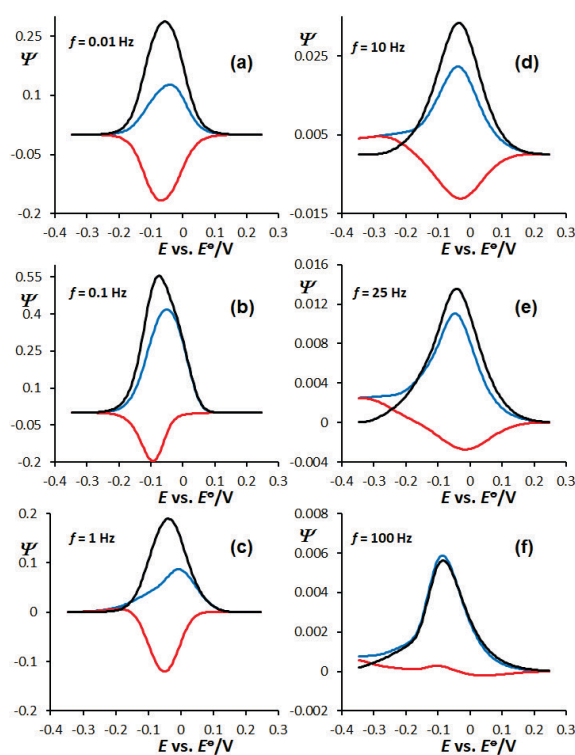 Ψ
0.25
0.1
-0.05
-0.2
f = 0.01 Hz
(a)
-0.4 -0.3 -0.2 -0.1 0 0.1 0.2 0.3
E vs. E°/V
Ψ
0.55
0.4
0.25
0.1
-0.05
-0.2
f = 0.1 Hz
(b)
-0.4 -0.3 -0.2 -0.1 0 0.1 0.2 0.3
E vs. E°/V
Ψ
0.2
0.1
0
-0.1
-0.2
f = 1 Hz
(c)
-0.4 -0.3 -0.2 -0.1 0 0.1 0.2 0.3
E vs. E°/V
Ψ
0.025
0.005
-0.015
f = 10 Hz
(d)
-0.4 -0.3 -0.2 -0.1 0 0.1 0.2 0.3
E vs. E°/V
Ψ
0.016
0.012
0.008
0.004
0
-0.004
f = 25 Hz
(e)
-0.4 -0.3 -0.2 -0.1 0 0.1 0.2 0.3
E vs. E°/V
Ψ
0.008
0.006
0.004
0.002
0
-0.002
f = 100 Hz
(f)
-0.4 -0.3 -0.2 -0.1 0 0.1 0.2 0.3
E vs. E°/V